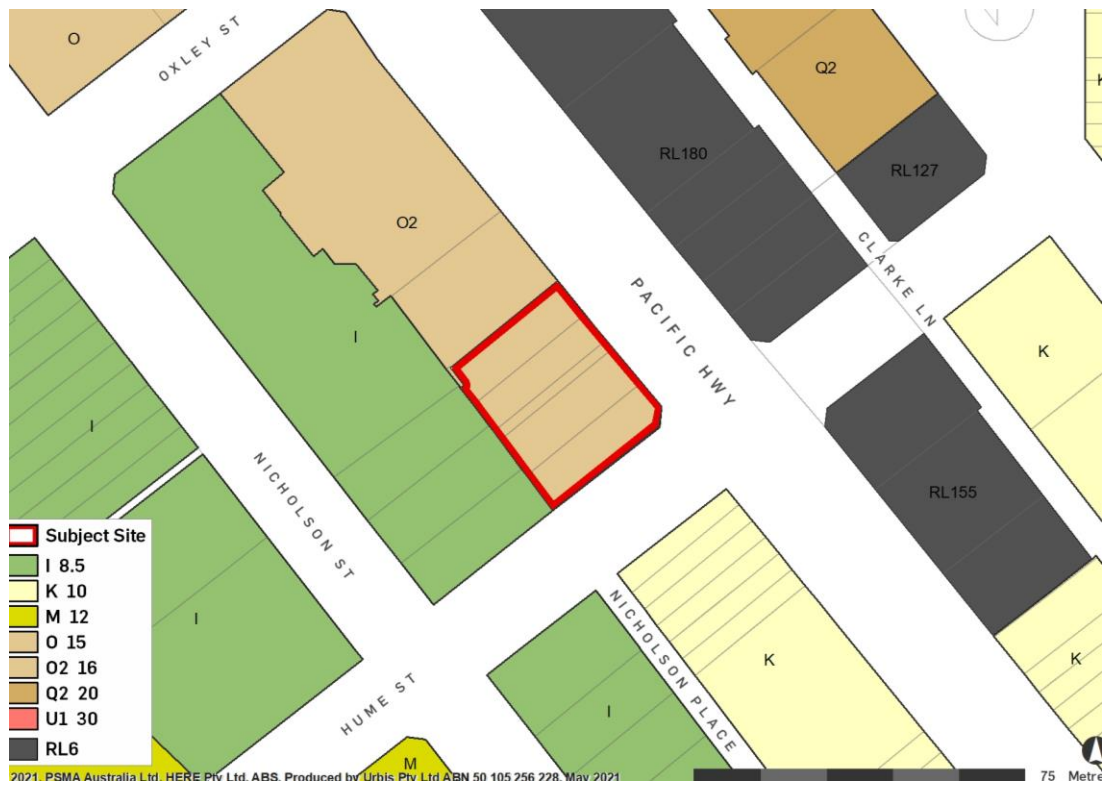 O
OXLEY ST
Q2
K
RL180
RL127
O2
CLARKE LN
PACIFIC HWY
I
K
I
NICHOLSON ST
RL155
Subject Site
I 8.5
K 10
M 12
O 15
O2 16
Q2 20
U1 30
RL6
I
NICHOLSON PLACE
K
K
HUME ST
I
M
2021. PSMA Australia Ltd, HERE Pty Ltd, ABS. Produced by Urbis Pty Ltd ABN 50 105 256 228, May 2021
75 Metre